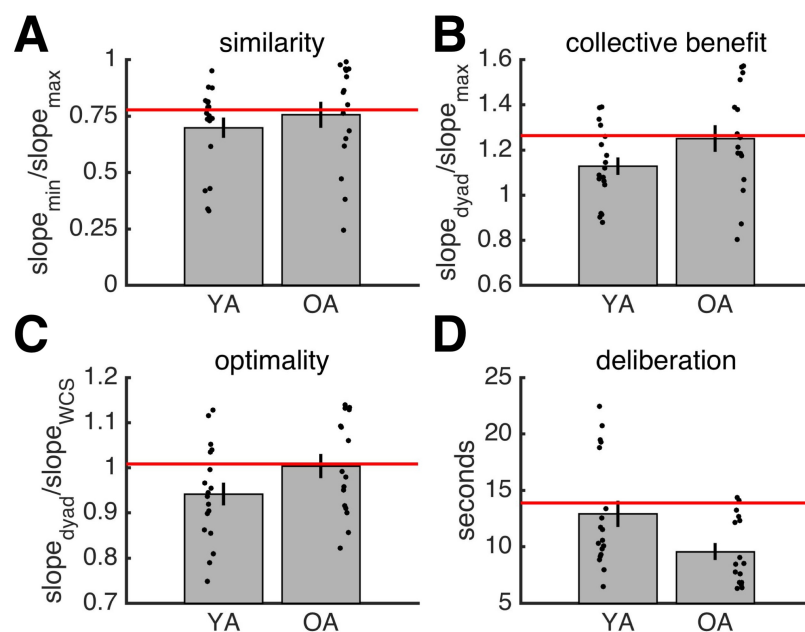 A
similarity
slope_min/slope_max
1
0.75
0.5
0.25
0
YA OA
B
collective benefit
slope_dyad/slope_max
1.6
1.4
1.2
1
0.8
0.6
YA OA
C
optimality
slope_dyad/slope_WCS
1.2
1.1
1
0.9
0.8
0.7
YA OA
D
deliberation
seconds
25
20
15
10
5
YA OA